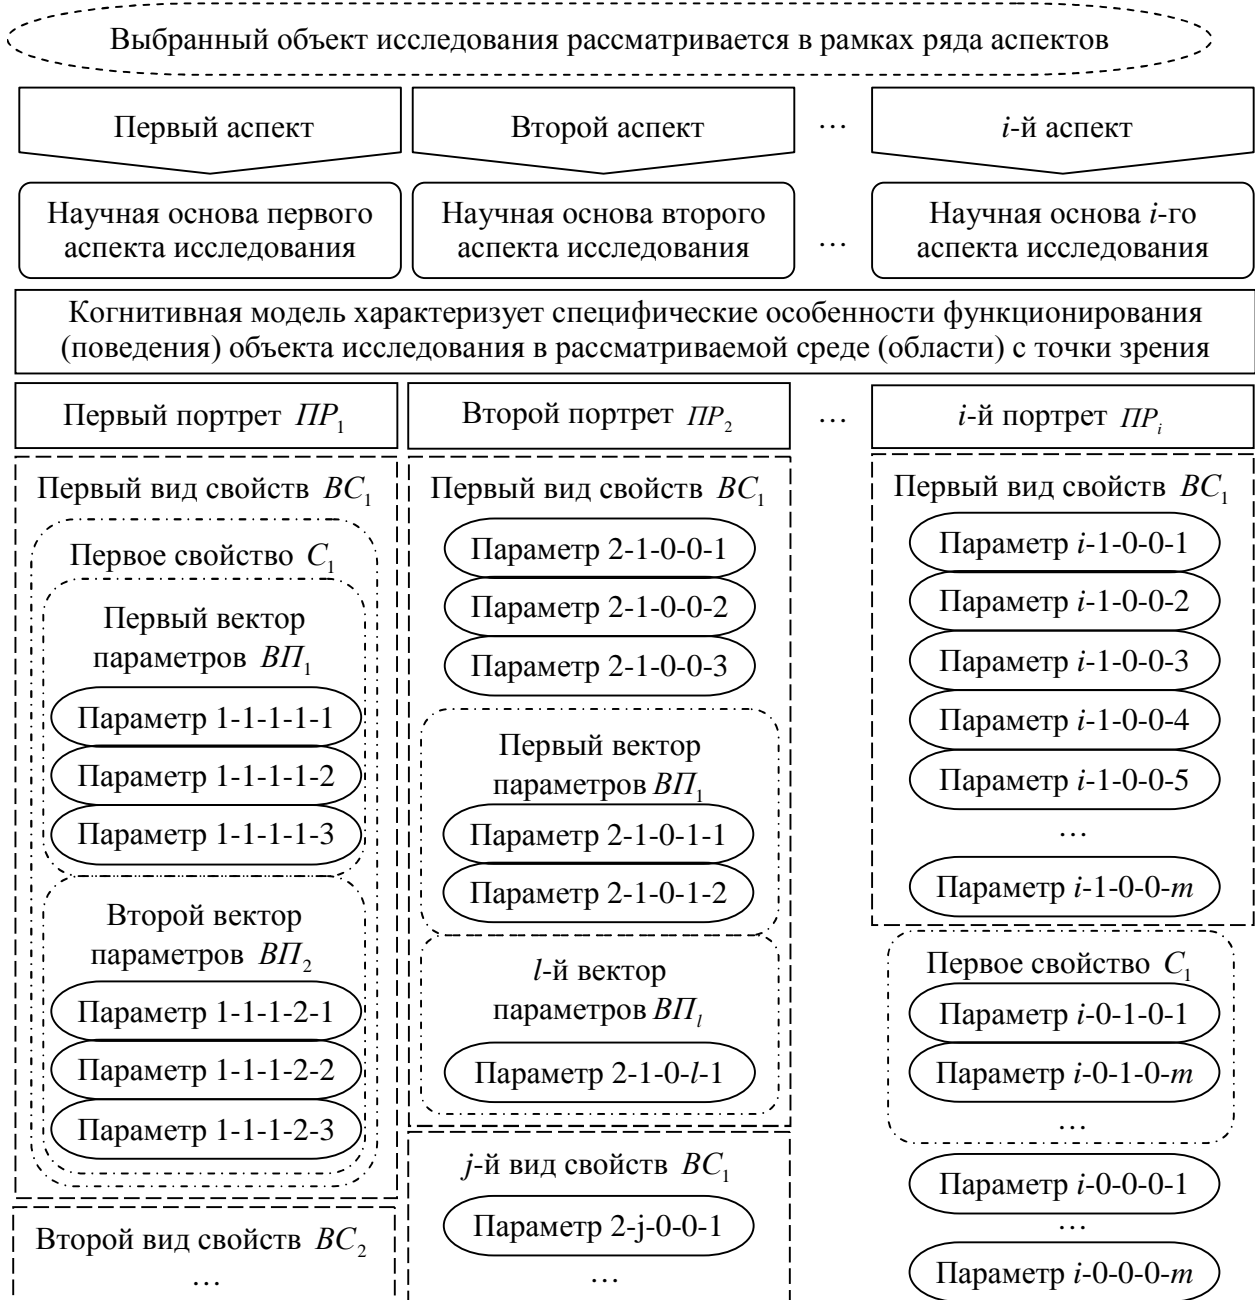 Выбранный объект исследования рассматривается в рамках ряда аспектов
Первый аспект
Второй аспект
…
i-й аспект
Научная основа первого
аспекта исследования
Научная основа второго
аспекта исследования
…
Научная основа i-го
аспекта исследования
Когнитивная модель характеризует специфические особенности функционирования
(поведения) объекта исследования в рассматриваемой среде (области) с точки зрения
Первый портрет ПР₁
Второй портрет ПР₂
…
i-й портрет ПРᵢ
Первый вид свойств ВС₁
Первое свойство С₁
Первый вектор
параметров ВП₁
Параметр 1-1-1-1-1
Параметр 1-1-1-1-2
Параметр 1-1-1-1-3
Второй вектор
параметров ВП₂
Параметр 1-1-1-2-1
Параметр 1-1-1-2-2
Параметр 1-1-1-2-3
Второй вид свойств ВС₂
…
Первый вид свойств ВС₁
Параметр 2-1-0-0-1
Параметр 2-1-0-0-2
Параметр 2-1-0-0-3
Первый вектор
параметров ВП₁
Параметр 2-1-0-1-1
Параметр 2-1-0-1-2
l-й вектор
параметров ВПₗ
Параметр 2-1-0-l-1
j-й вид свойств ВС₁
Параметр 2-j-0-0-1
…
Первый вид свойств ВС₁
Параметр i-1-0-0-1
Параметр i-1-0-0-2
Параметр i-1-0-0-3
Параметр i-1-0-0-4
Параметр i-1-0-0-5
…
Параметр i-1-0-0-m
Первое свойство С₁
Параметр i-0-1-0-1
Параметр i-0-1-0-m
…
Параметр i-0-0-0-1
…
Параметр i-0-0-0-m